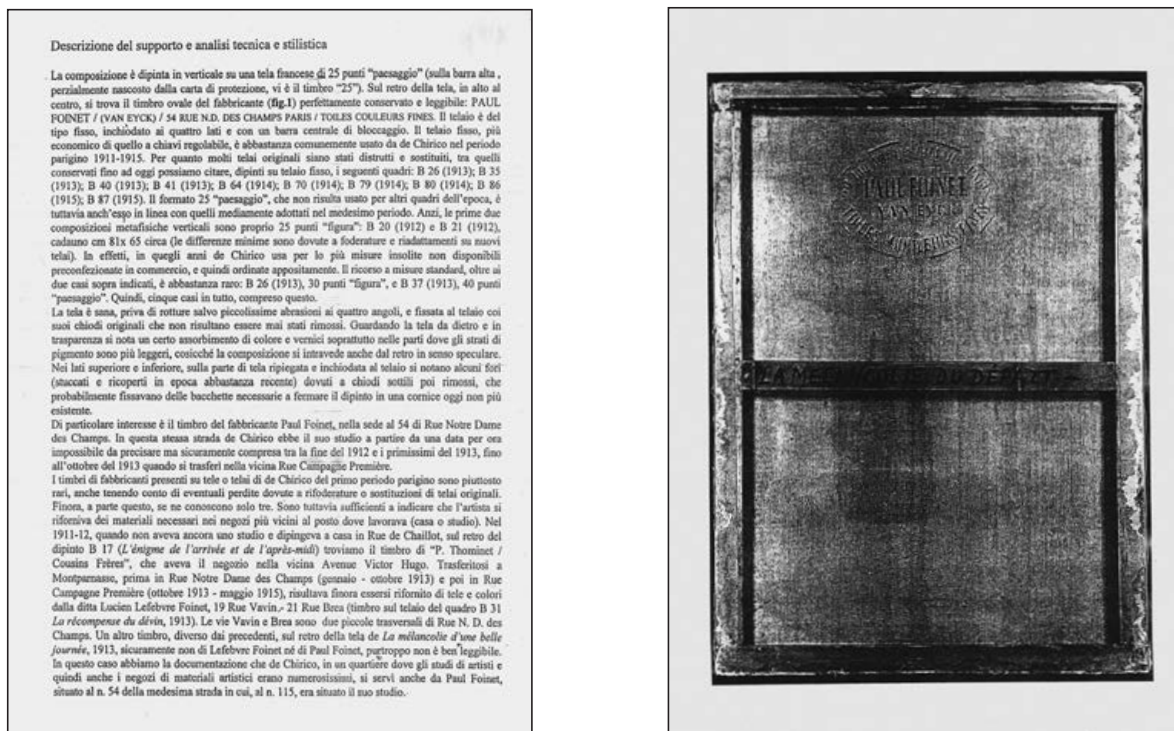 Descrizione del supporto e analisi tecnica e stilistica
La composizione è dipinta in verticale su una tela francese di 25 punti “paesaggio” (sulla barra alta ,
perzialmente nascosto dalla carta di protezione, vi è il timbro “25”). Sul retro della tela, in alto al
centro, si trova il timbro ovale del fabbricante (fig.1) perfettamente conservato e leggibile: PAUL
FOINET / (VAN EYCK) / 54 RUE N.D. DES CHAMPS PARIS / TOILES COULEURS FINES. Il telaio è del
tipo fisso, inchiodato ai quattro lati e con un barra centrale di bloccaggio. Il telaio fisso, più
economico di quello a chiavi regolabile, è abbastanza comunemente usato da de Chirico nel periodo
parigino 1911-1915. Per quanto molti telai originali siano stati distrutti e sostituiti, tra quelli
conservati fino ad oggi possiamo citare, dipinti su telaio fisso, i seguenti quadri: B 26 (1913); B 35
(1913); B 40 (1913); B 41 (1913); B 64 (1914); B 70 (1914); B 79 (1914); B 80 (1914); B 86
(1915); B 87 (1915). Il formato 25 “paesaggio”, che non risulta usato per altri quadri dell'epoca, è
tuttavia anch'esso in linea con quelli mediamente adottati nel medesimo periodo. Anzi, le prime due
composizioni metafisiche verticali sono proprio 25 punti “figura”: B 20 (1912) e B 21 (1912),
cadauno cm 81x 65 circa (le differenze minime sono dovute a foderature e riadattamenti su nuovi
telai). In effetti, in quegli anni de Chirico usa per lo più misure insolite non disponibili
preconfezionate in commercio, e quindi ordinate appositamente. Il ricorso a misure standard, oltre ai
due casi sopra indicati, è abbastanza raro: B 26 (1913), 30 punti “figura”, e B 37 (1913), 40 punti
“paesaggio”. Quindi, cinque casi in tutto, compreso questo.
La tela è sana, priva di rotture salvo piccolissime abrasioni ai quattro angoli, e fissata al telaio coi
suoi chiodi originali che non risultano essere mai stati rimossi. Guardando la tela da dietro e in
trasparenza si nota un certo assorbimento di colore e vernici soprattutto nelle parti dove gli strati di
pigmento sono più leggeri, cosicché la composizione si intravede anche dal retro in senso speculare.
Nei lati superiore e inferiore, sulla parte di tela ripiegata e inchiodata al telaio si notano alcuni fori
(staccati e ricoperti in epoca abbastanza recente) dovuti a chiodi sottili poi rimossi, che
probabilmente fissavano delle bacchette necessarie a fermare il dipinto in una cornice oggi non più
esistente.
Di particolare interesse è il timbro del fabbricante Paul Foinet, nella sede al 54 di Rue Notre Dame
des Champs. In questa stessa strada de Chirico ebbe il suo studio a partire da una data per ora
impossibile da precisare ma sicuramente compresa tra la fine del 1912 e i primissimi del 1913, fino
all'ottobre del 1913 quando si trasferì nella vicina Rue Campagne Première.
I timbri di fabbricanti presenti su tele o telai di de Chirico del primo periodo parigino sono piuttosto
rari, anche tenendo conto di eventuali perdite dovute a rifoderature o sostituzioni di telai originali.
Finora, a parte questo, se ne conoscono solo tre. Sono tuttavia sufficienti a indicare che l'artista si
riforniva dei materiali necessari nei negozi più vicini al posto dove lavorava (casa o studio). Nel
1911-12, quando non aveva ancora uno studio e dipingeva a casa in Rue de Chaillot, sul retro del
dipinto B 17 (L'énigme de l'arrivée et de l'après-midi) troviamo il timbro di “P. Thominet /
Cousins Frères”, che aveva il negozio nella vicina Avenue Victor Hugo. Trasferitosi a
Montparnasse, prima in Rue Notre Dame des Champs (gennaio - ottobre 1913) e poi in Rue
Campagne Première (ottobre 1913 - maggio 1915), risultava finora essersi rifornito di tele e colori
dalla ditta Lucien Lefebvre Foinet, 19 Rue Vavin - 21 Rue Brea (timbro sul telaio del quadro B 31
La récompense du dévin, 1913). Le vie Vavin e Brea sono due piccole trasversali di Rue N. D. des
Champs. Un altro timbro, diverso dai precedenti, sul retro della tela de La mélancolie d'une belle
journée, 1913, sicuramente non di Lefebvre Foinet né di Paul Foinet, purtroppo non è ben leggibile.
In questo caso abbiamo la documentazione che de Chirico, in un quartiere dove gli studi di artisti e
quindi anche i negozi di materiali artistici erano numerosissimi, si servì anche da Paul Foinet,
situato al n. 54 della medesima strada in cui, al n. 115, era situato il suo studio.
PAUL FOINET
VAN EYCK